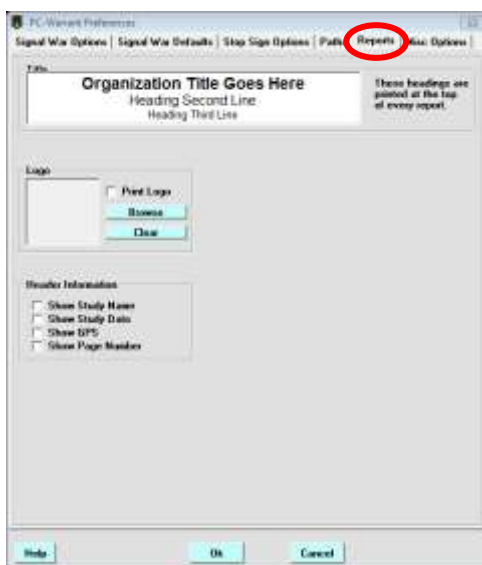 PC-Warrant Preferences
Signal War Options | Signal War Defaults | Stop Sign Options | Paths | Reports | Misc Options
Title
Organization Title Goes Here
Heading Second Line
Heading Third Line
These headings are
printed at the top
of every report.
Logo
Print Logo
Browse
Clear
Header Information
Show Study Name
Show Study Date
Show GPS
Show Page Number
Help
Ok
Cancel